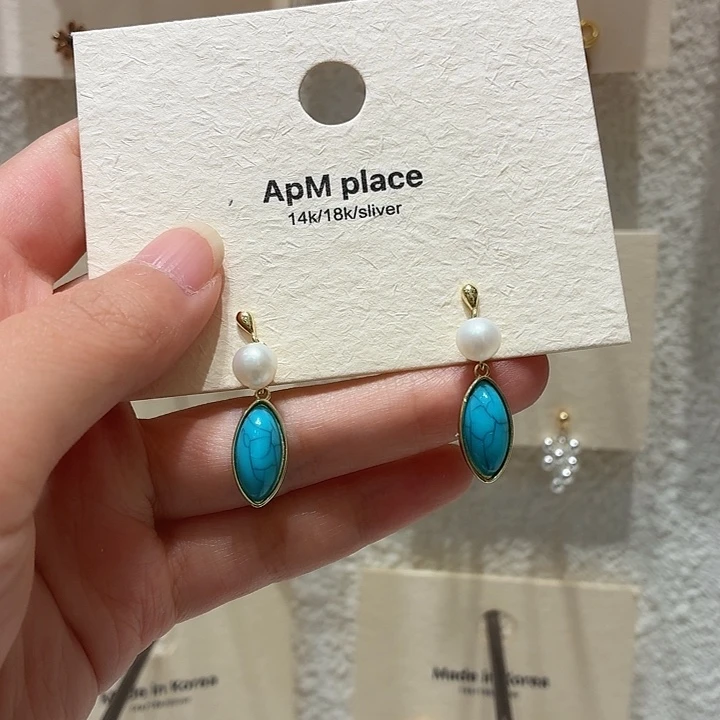 ApM place
14k/18k/sliver
Made in Korea
Made in Korea